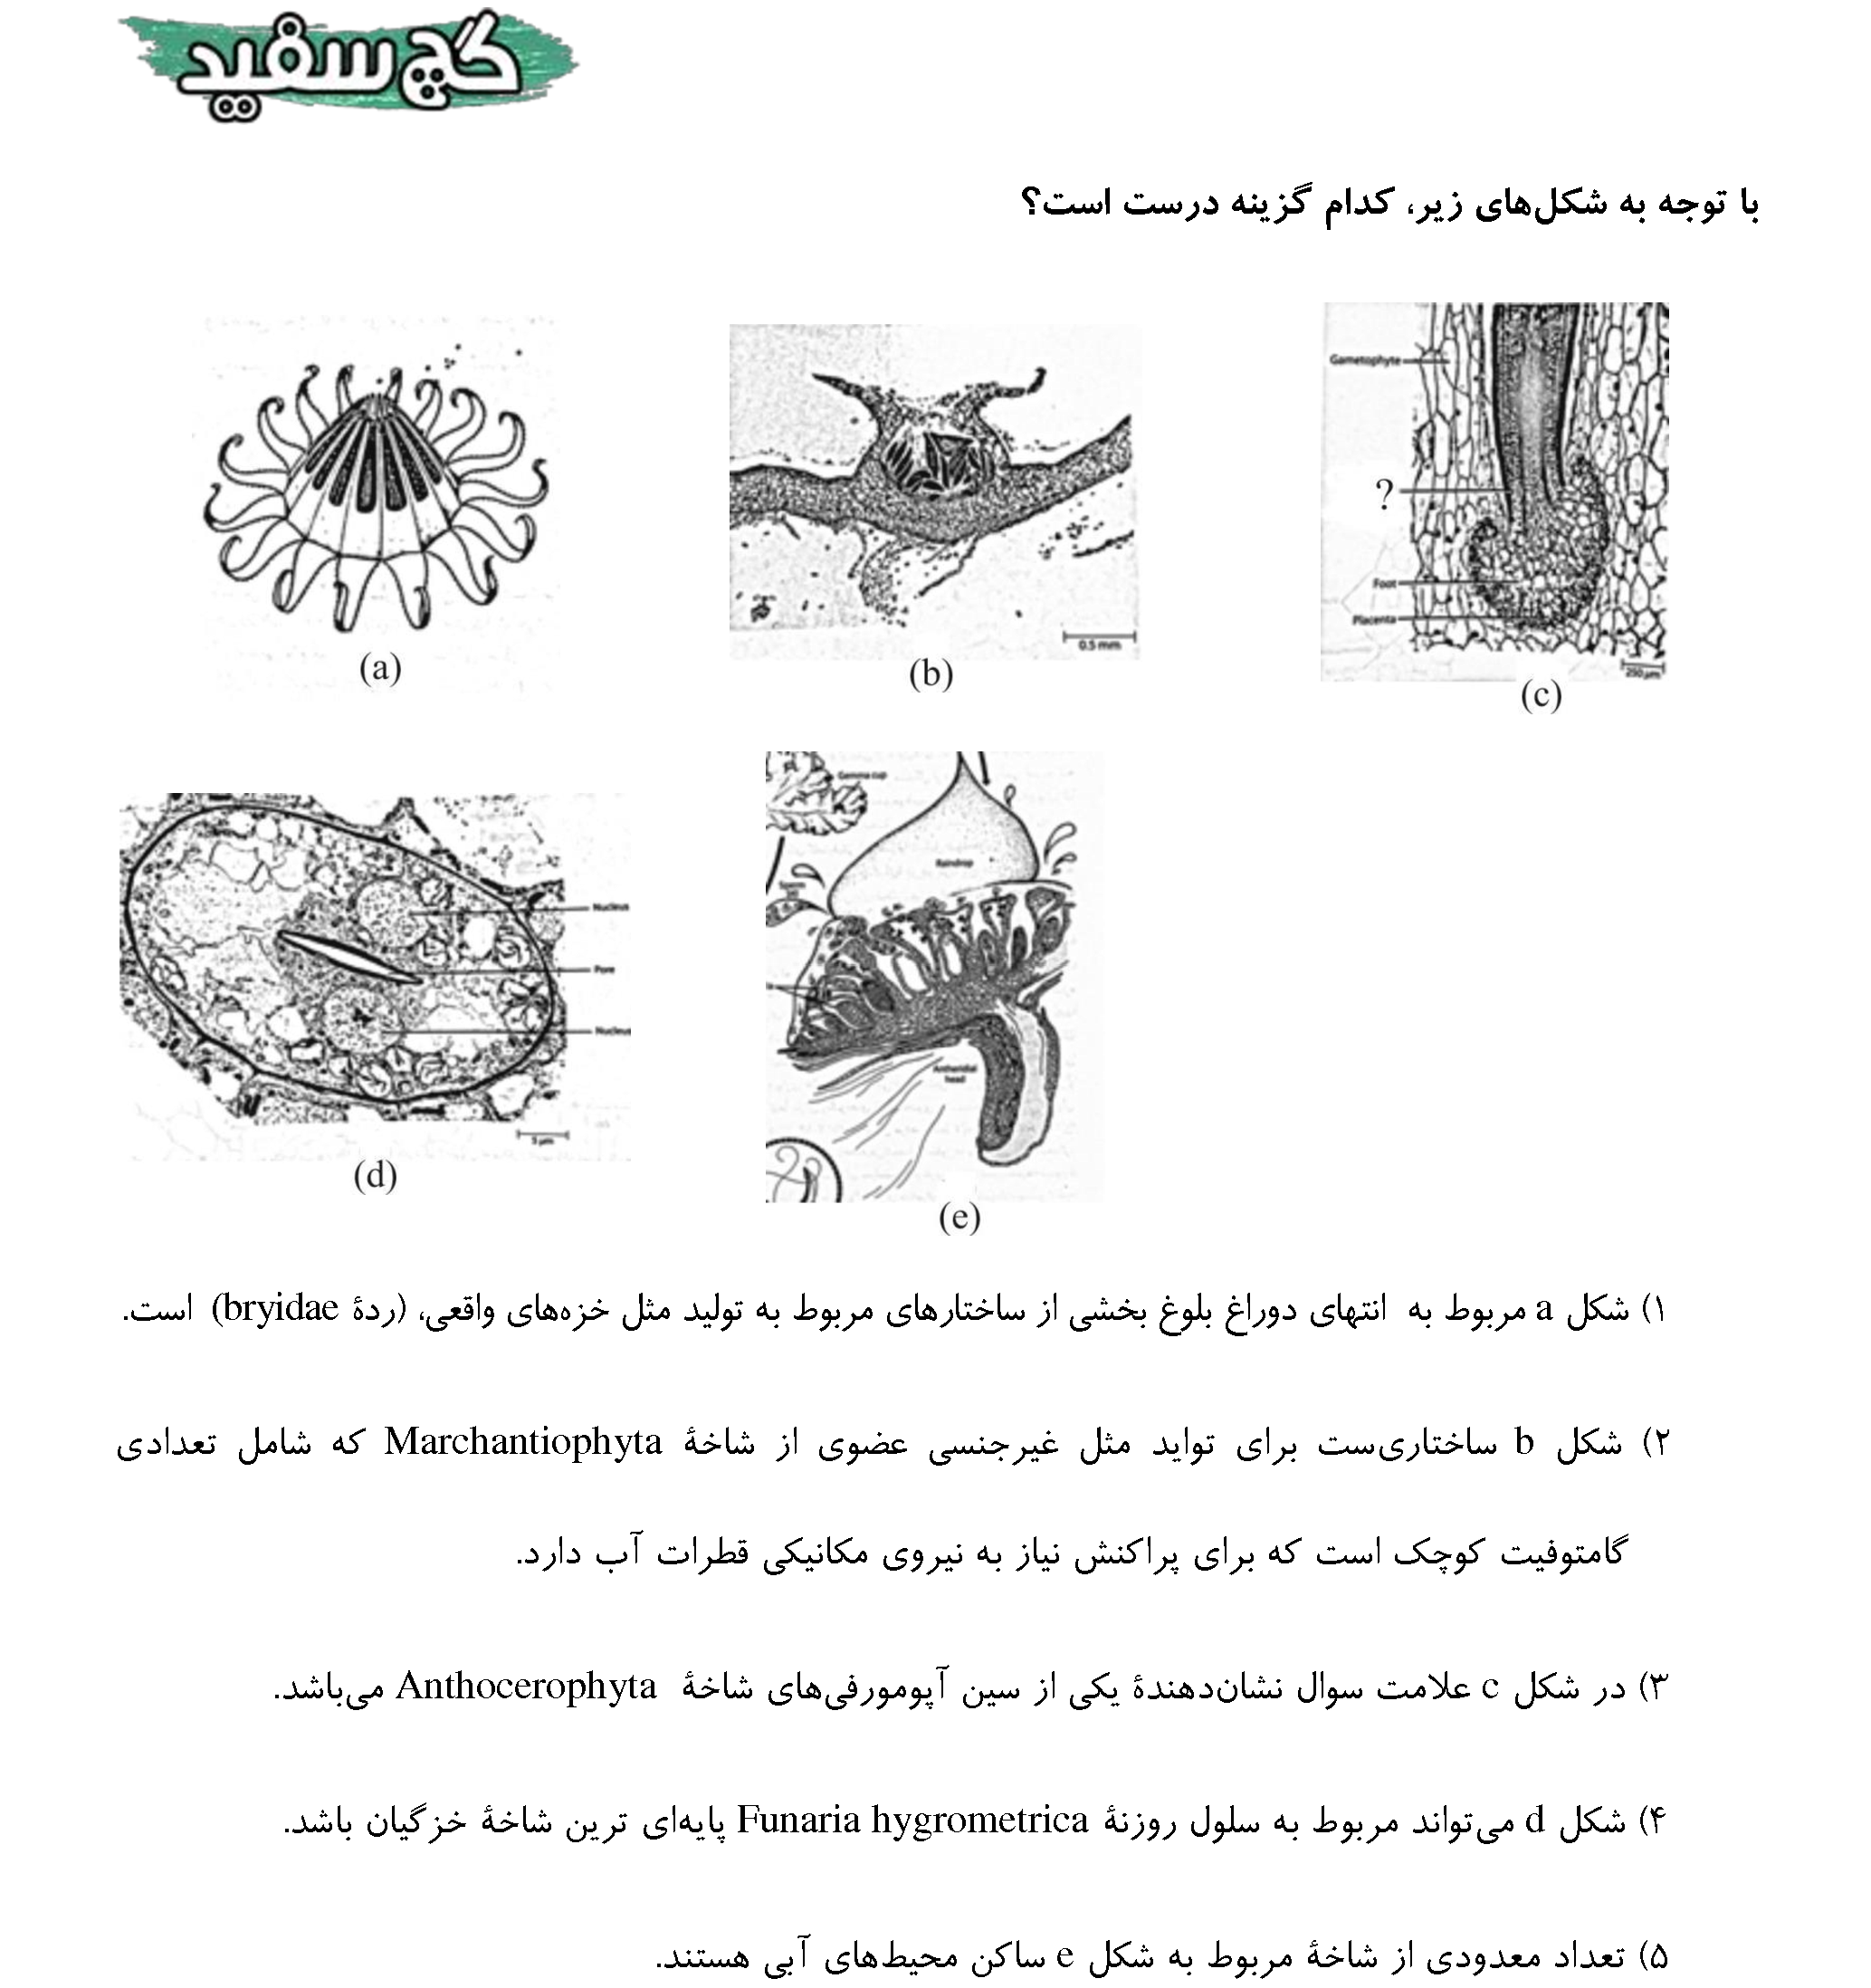 گچ سفید
با توجه به شکل‌های زیر، کدام گزینه درست است؟
Gametophyte
?
Foot
Placenta
250 µm
(c)
0.5 mm
(b)
(a)
Nucleus
Pore
Nucleus
5 µm
(d)
Gemma cup
Raindrop
Antheridial
head
(e)
۱) شکل a مربوط به انتهای دوراغ بلوغ بخشی از ساختارهای مربوط به تولید مثل خزه‌های واقعی، (ردهٔ bryidae) است.
۲) شکل b ساختاری‌ست برای تواید مثل غیرجنسی عضوی از شاخهٔ Marchantiophyta که شامل تعدادی
گامتوفیت کوچک است که برای پراکنش نیاز به نیروی مکانیکی قطرات آب دارد.
۳) در شکل c علامت سوال نشان‌دهندهٔ یکی از سین آپومورفی‌های شاخهٔ Anthocerophyta می‌باشد.
۴) شکل d می‌تواند مربوط به سلول روزنهٔ Funaria hygrometrica پایه‌ای ترین شاخهٔ خزگیان باشد.
۵) تعداد معدودی از شاخهٔ مربوط به شکل e ساکن محیط‌های آبی هستند.